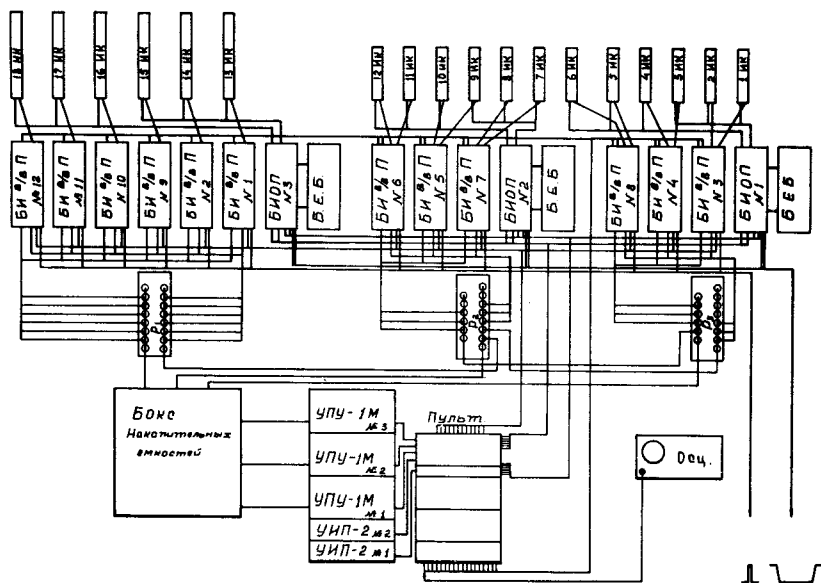 18 ИК
17 ИК
16 ИК
15 ИК
14 ИК
13 ИК
12 ИК
11 ИК
10 ИК
9 ИК
8 ИК
7 ИК
6 ИК
5 ИК
4 ИК
3 ИК
2 ИК
1 ИК
БИ в/в П № 12
БИ в/в П № 11
БИ в/в П № 10
БИ в/в П № 9
БИ в/в П № 2
БИ в/в П № 1
БИОП № 3
В.Е.Б.
БИ в/в П № 6
БИ в/в П № 5
БИ в/в П № 7
БИОП № 2
В.Е.Б
БИ в/в П № 8
БИ в/в П № 4
БИ в/в П № 3
БИОП № 1
В Е Б
Р1
Р2
Р3
Бокс
Накопительных
емкостей
УПУ-1М № 3
УПУ-1М № 2
УПУ-1М № 1
УИП-2 № 2
УИП-2 № 1
Пульт
Осц.